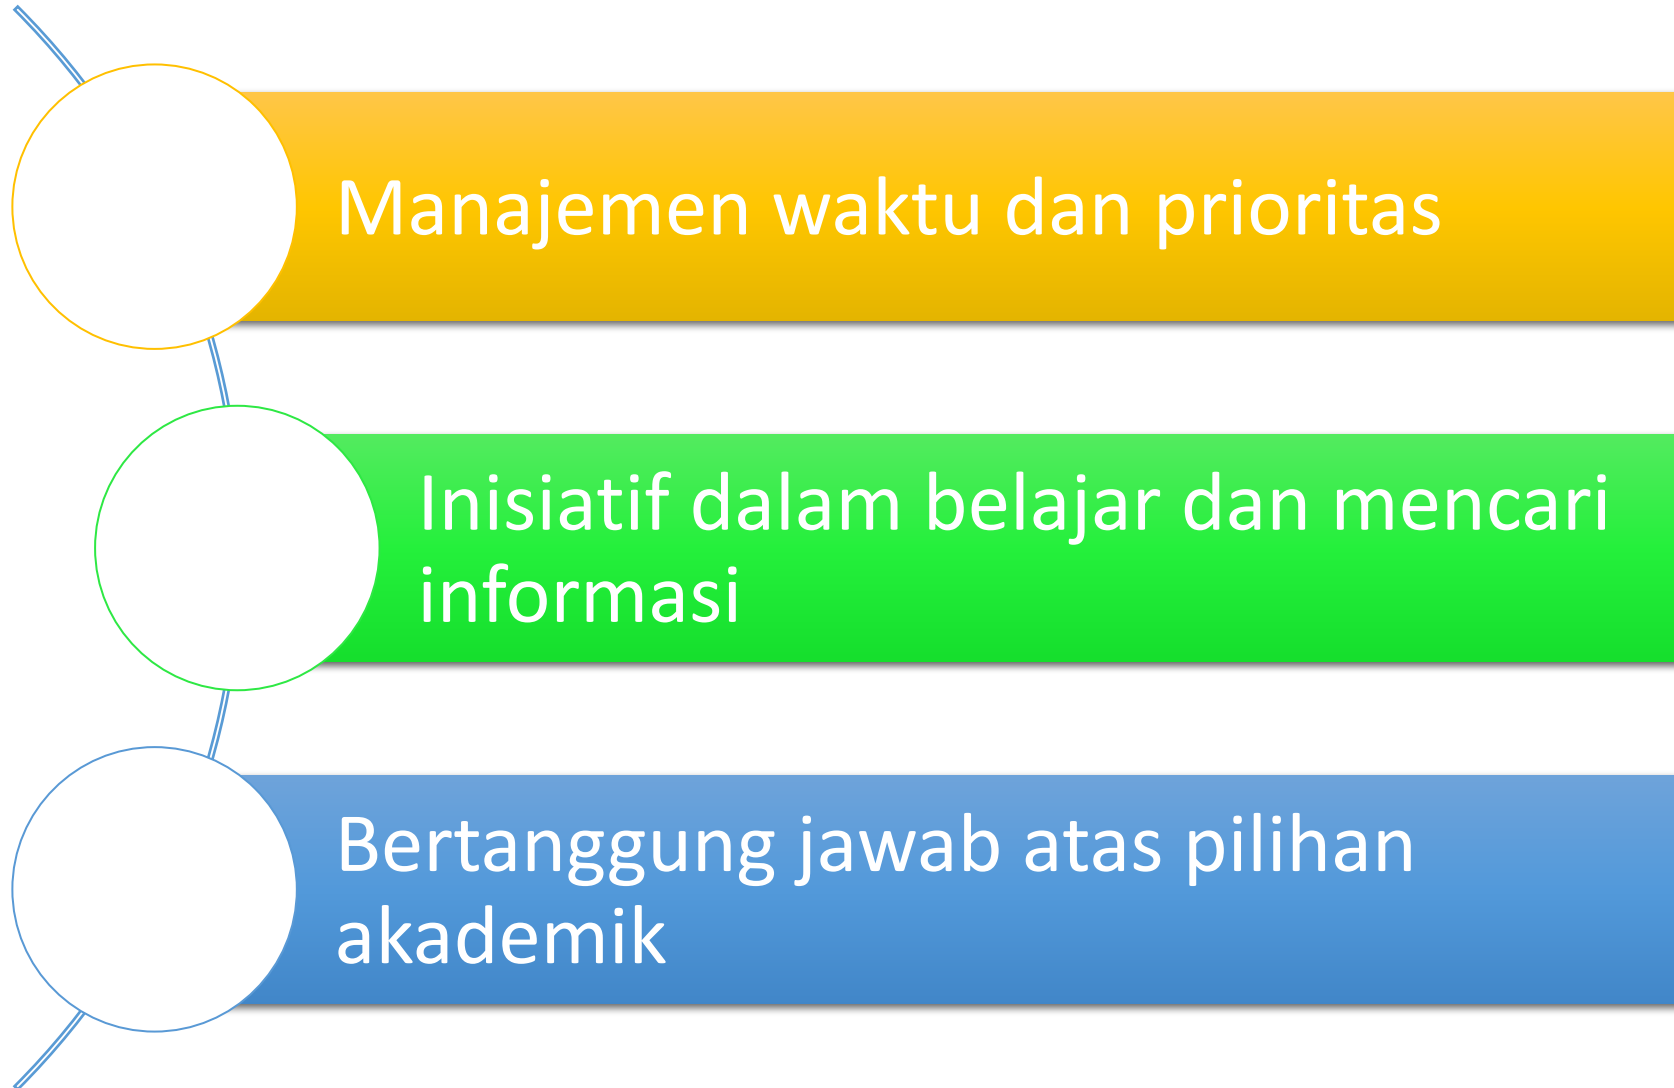 Manajemen waktu dan prioritas
Inisiatif dalam belajar dan mencari
informasi
Bertanggung jawab atas pilihan
akademik